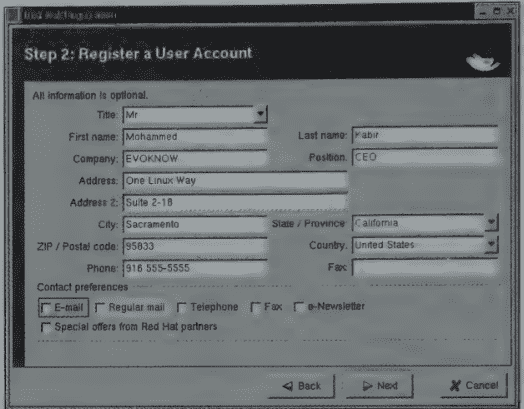 Step 2: Register a User Account
All information is optional.
Title: Mr
First name: Mohammed Last name: Kabir
Company: EVOKNOW Position: CEO
Address: One Linux Way
Address 2: Suite 2-18
City: Sacramento State / Province California
ZIP / Postal code: 95833 Country: United States
Phone: 916 555-5555 Fax:
Contact preferences
E-mail Regular mail Telephone Fax e-Newsletter
Special offers from Red Hat partners
Back Next Cancel